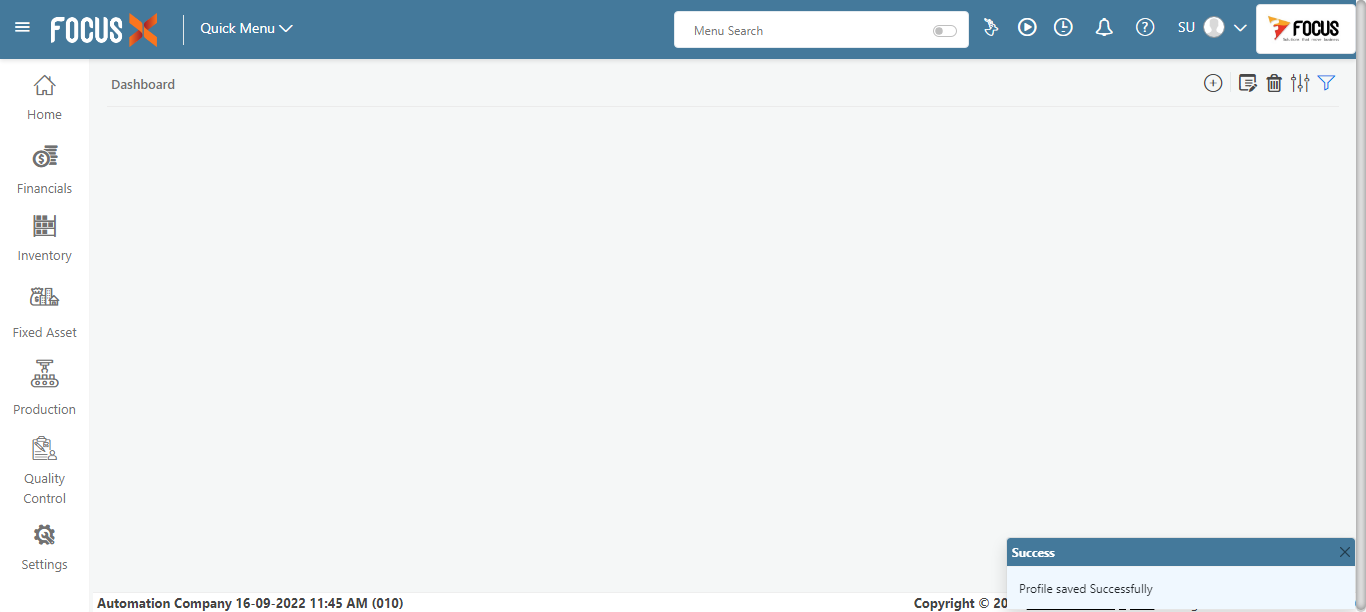 FOCUS X
Quick Menu
Menu Search
SU
FOCUS
Dashboard
Home
Financials
Inventory
Fixed Asset
Production
Quality
Control
Settings
Success
Profile saved Successfully
Automation Company 16-09-2022 11:45 AM (010)
Copyright © 20